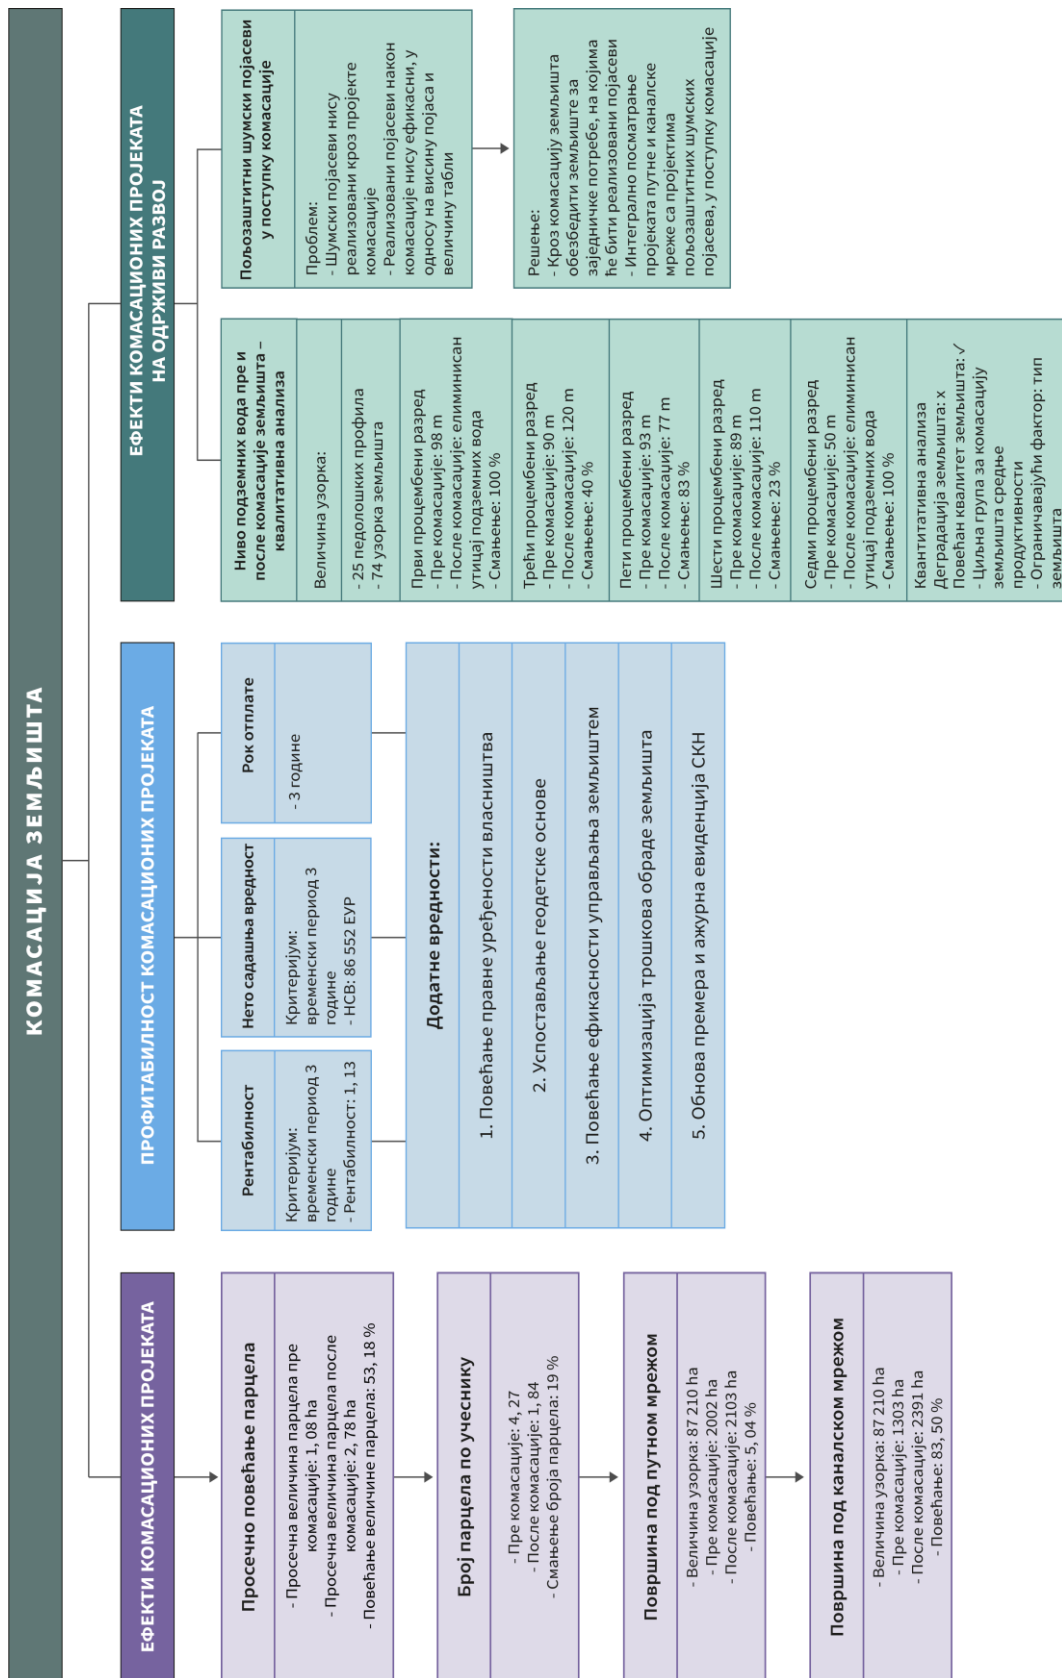 КОМАСАЦИЈА ЗЕМЉИШТА
ЕФЕКТИ КОМАСАЦИОНИХ ПРОЈЕКАТА
Просечно повећање парцела
- Просечна величина парцела пре
комасације: 1, 08 ha
- Просечна величина парцела после
комасације: 2, 78 ha
- Повећање величине парцела: 53, 18 %
Број парцела по учеснику
- Пре комасације: 4, 27
- После комасације: 1, 84
- Смањење броја парцела: 19 %
Површина под путном мрежом
- Величина узорка: 87 210 ha
- Пре комасације: 2002 ha
- После комасације: 2103 ha
- Повећање: 5, 04 %
Површина под каналском мрежом
- Величина узорка: 87 210 ha
- Пре комасације: 1303 ha
- После комасације: 2391 ha
- Повећање: 83, 50 %
ПРОФИТАБИЛНОСТ КОМАСАЦИОНИХ ПРОЈЕКАТА
Рентабилност
Критеријум:
временски период 3
године
- Рентабилност: 1, 13
Нето садашња вредност
Критеријум:
временски период 3
године
- НСВ: 86 552 ЕУР
Рок отплате
- 3 године
Додатне вредности:
1. Повећање правне уређености власништва
2. Успостављање геодетске основе
3. Повећање ефикасности управљања земљиштем
4. Оптимизација трошкова обраде земљишта
5. Обнова премера и ажурна евиденција СКН
ЕФЕКТИ КОМАСАЦИОНИХ ПРОЈЕКАТА
НА ОДРЖИВИ РАЗВОЈ
Ниво подземних вода пре и
после комасације земљишта –
квалитативна анализа
Величина узорка:
- 25 педолошких профила
- 74 узорка земљишта
Први процембени разред
- Пре комасације: 98 m
- После комасације: елиминисан
утицај подземних вода
- Смањење: 100 %
Трећи процембени разред
- Пре комасације: 90 m
- После комасације: 120 m
- Смањење: 40 %
Пети процембени разред
- Пре комасације: 93 m
- После комасације: 77 m
- Смањење: 83 %
Шести процембени разред
- Пре комасације: 89 m
- После комасације: 110 m
- Смањење: 23 %
Седми процембени разред
- Пре комасације: 50 m
- После комасације: елиминисан
утицај подземних вода
- Смањење: 100 %
Квантитативна анализа
Деградација земљишта: x
Повећан квалитет земљишта: ✓
- Циљна група за комасацију
земљишта средње
продуктивности
- Ограничавајући фактор: тип
земљишта
Пољозаштитни шумски појасеви
у поступку комасације
Проблем:
- Шумски појасеви нису
реализовани кроз пројекте
комасације
- Реализовани појасеви након
комасације нису ефикасни, у
односу на висину појаса и
величину табли
Решење:
- Кроз комасацију земљишта
обезбедити земљиште за
заједничке потребе, на којима
ће бити реализовани појасеви
- Интегрално посматрање
пројеката путне и каналске
мреже са пројектима
пољозаштитних шумских
појасева, у поступку комасације